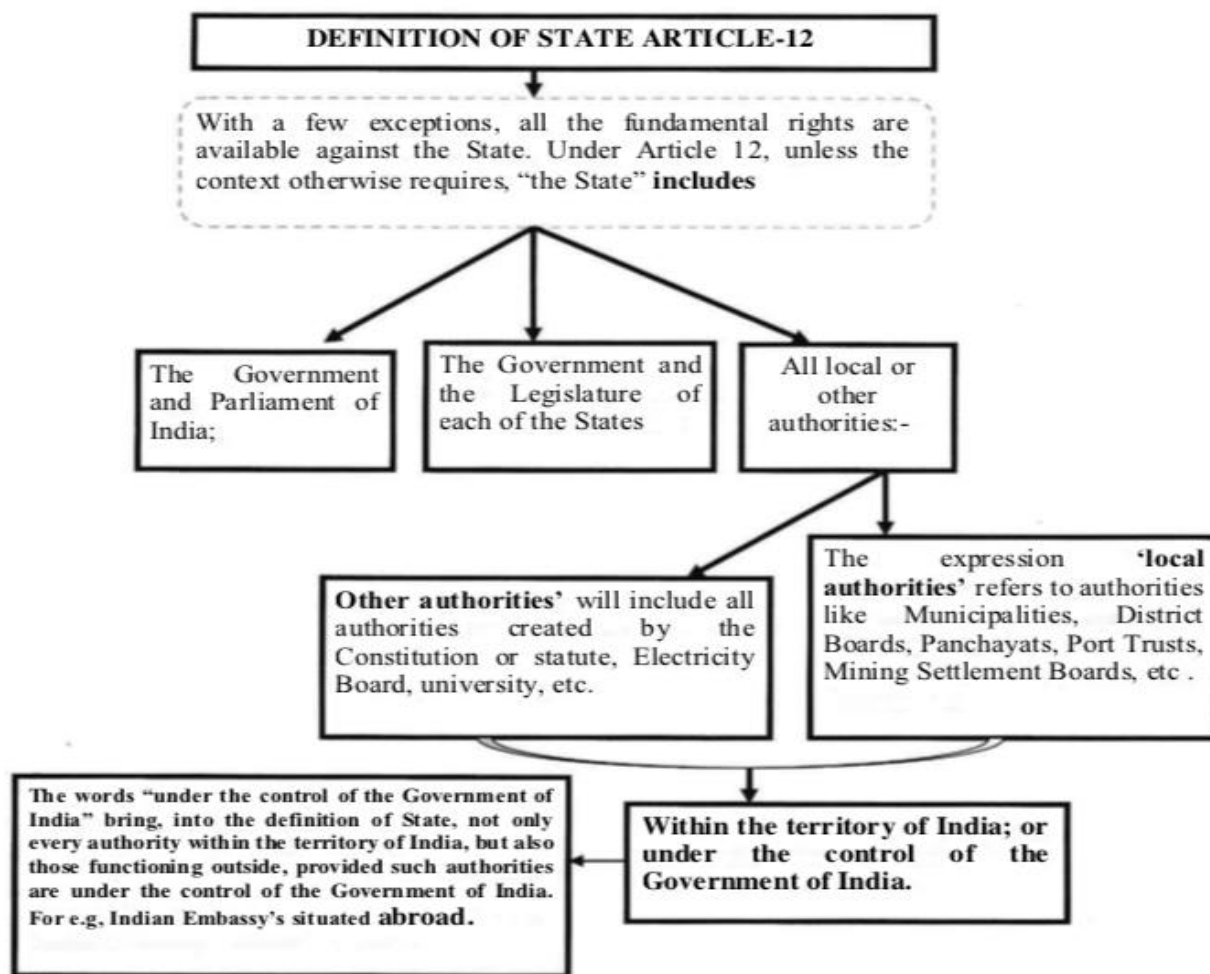 DEFINITION OF STATE ARTICLE-12
With a few exceptions, all the fundamental rights are
available against the State. Under Article 12, unless the
context otherwise requires, “the State” includes
The Government
and Parliament of
India;
The Government and
the Legislature of
each of the States
All local or
other
authorities:-
Other authorities’ will include all
authorities created by the
Constitution or statute, Electricity
Board, university, etc.
The expression ‘local
authorities’ refers to authorities
like Municipalities, District
Boards, Panchayats, Port Trusts,
Mining Settlement Boards, etc .
The words “under the control of the Government of
India” bring, into the definition of State, not only
every authority within the territory of India, but also
those functioning outside, provided such authorities
are under the control of the Government of India.
For e.g, Indian Embassy’s situated abroad.
Within the territory of India; or
under the control of the
Government of India.